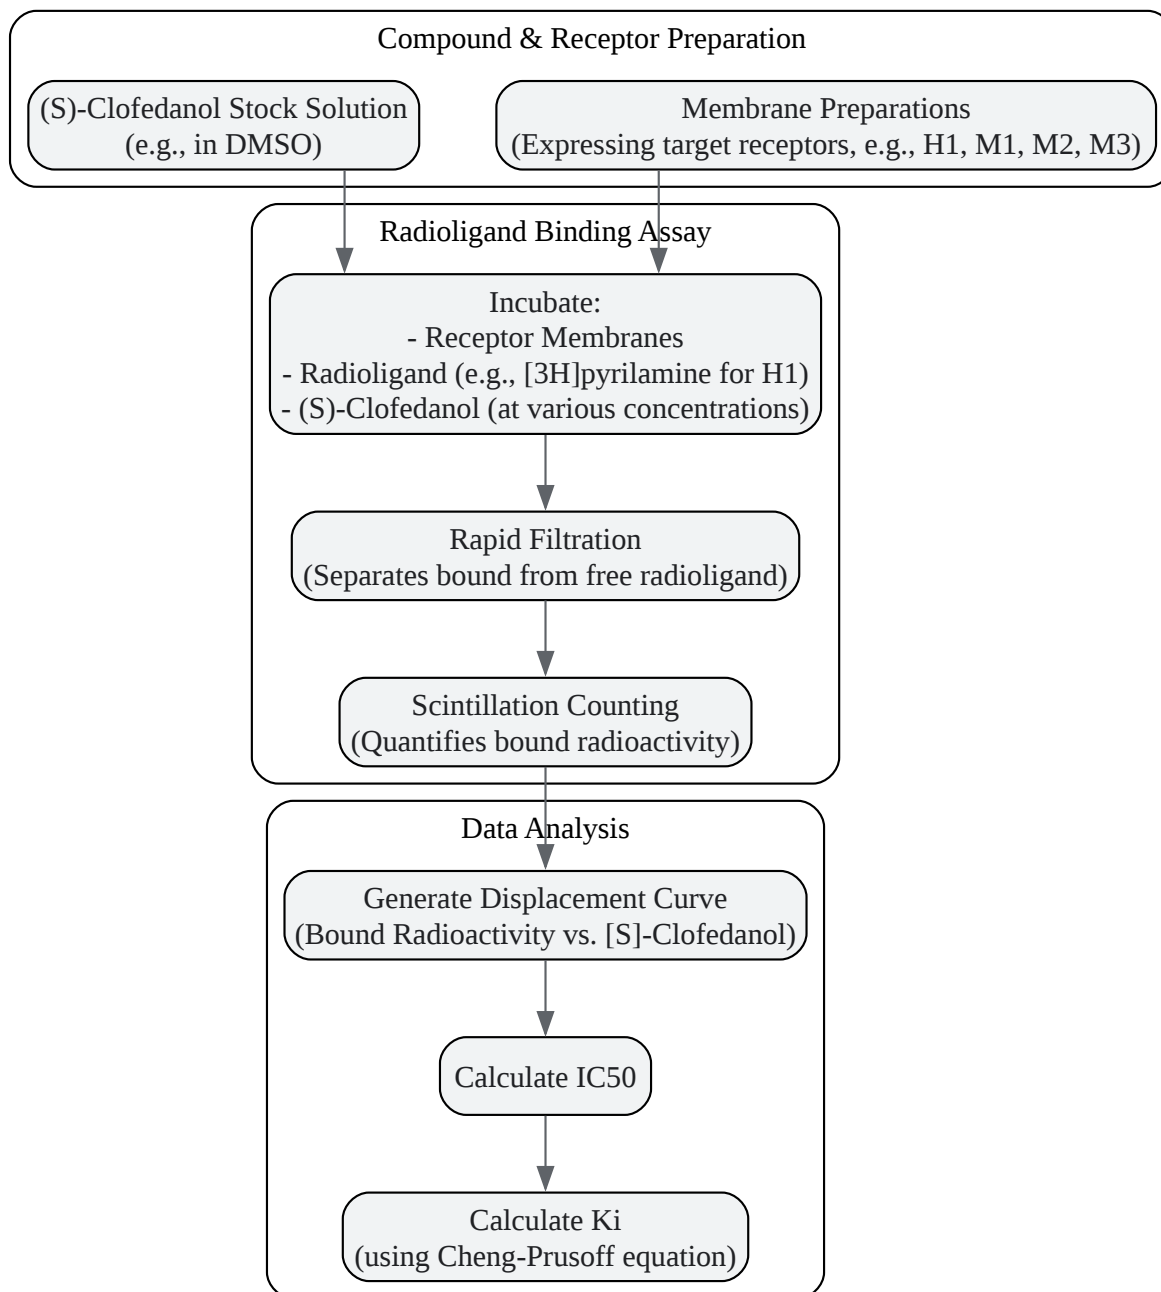 Compound & Receptor Preparation
(S)-Clofedanol Stock Solution
(e.g., in DMSO)
Membrane Preparations
(Expressing target receptors, e.g., H1, M1, M2, M3)
Radioligand Binding Assay
Incubate:
- Receptor Membranes
- Radioligand (e.g., [3H]pyrilamine for H1)
- (S)-Clofedanol (at various concentrations)
Rapid Filtration
(Separates bound from free radioligand)
Scintillation Counting
(Quantifies bound radioactivity)
Data Analysis
Generate Displacement Curve
(Bound Radioactivity vs. [S]-Clofedanol)
Calculate IC50
Calculate Ki
(using Cheng-Prusoff equation)